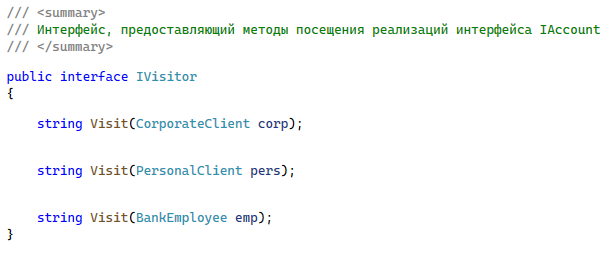 /// <summary>
/// Интерфейс, предоставляющий методы посещения реализаций интерфейса IAccount
/// </summary>
public interface IVisitor
{
string Visit(CorporateClient corp);
string Visit(PersonalClient pers);
string Visit(BankEmployee emp);
}